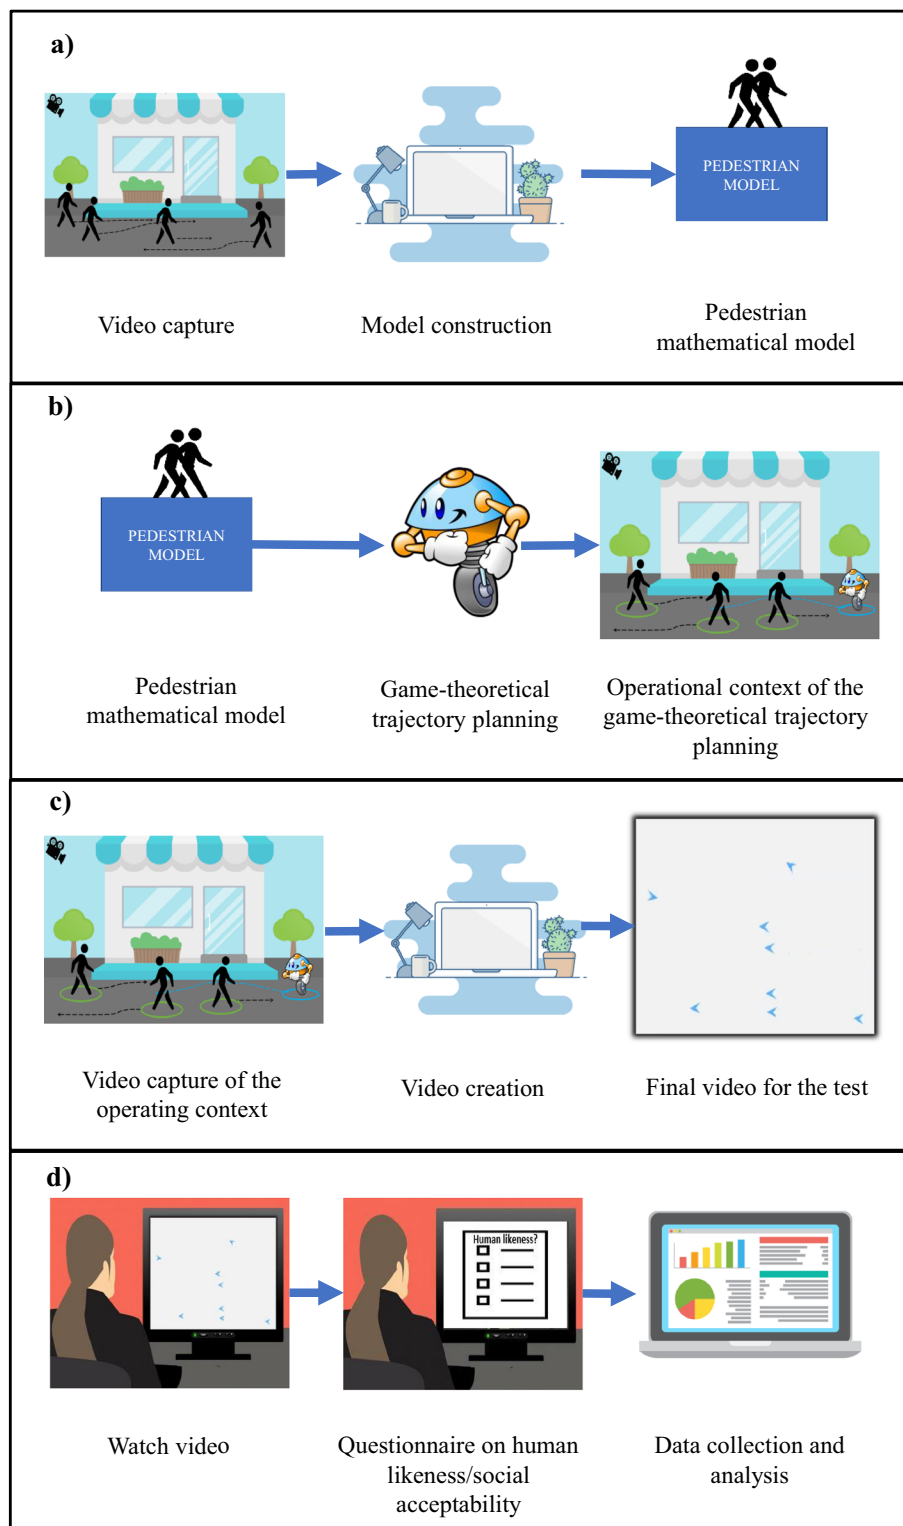 a)
PEDESTRIAN
MODEL
Video capture
Model construction
Pedestrian
mathematical model
b)
PEDESTRIAN
MODEL
Pedestrian
mathematical model
Game-theoretical
trajectory planning
Operational context of the
game-theoretical trajectory
planning
c)
Video capture of the
operating context
Video creation
Final video for the test
d)
Human likeness?
Watch video
Questionnaire on human
likeness/social
acceptability
Data collection and
analysis